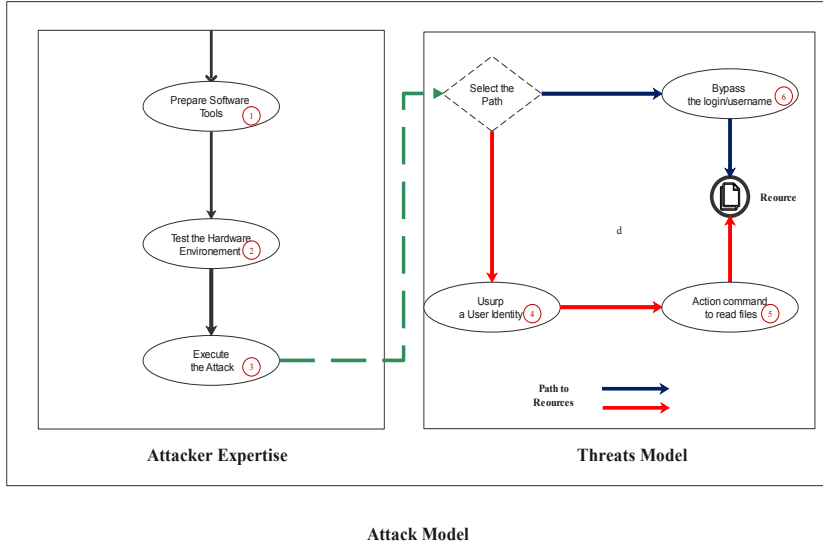 Prepare Software
Tools
1
Test the Hardware
Environement
2
Execute
the Attack
3
Attacker Expertise
Select the
Path
Bypass
the login/username
6
Reource
d
Usurp
a User Identity
4
Action command
to read files
5
Path to
Reources
Threats Model
Attack Model